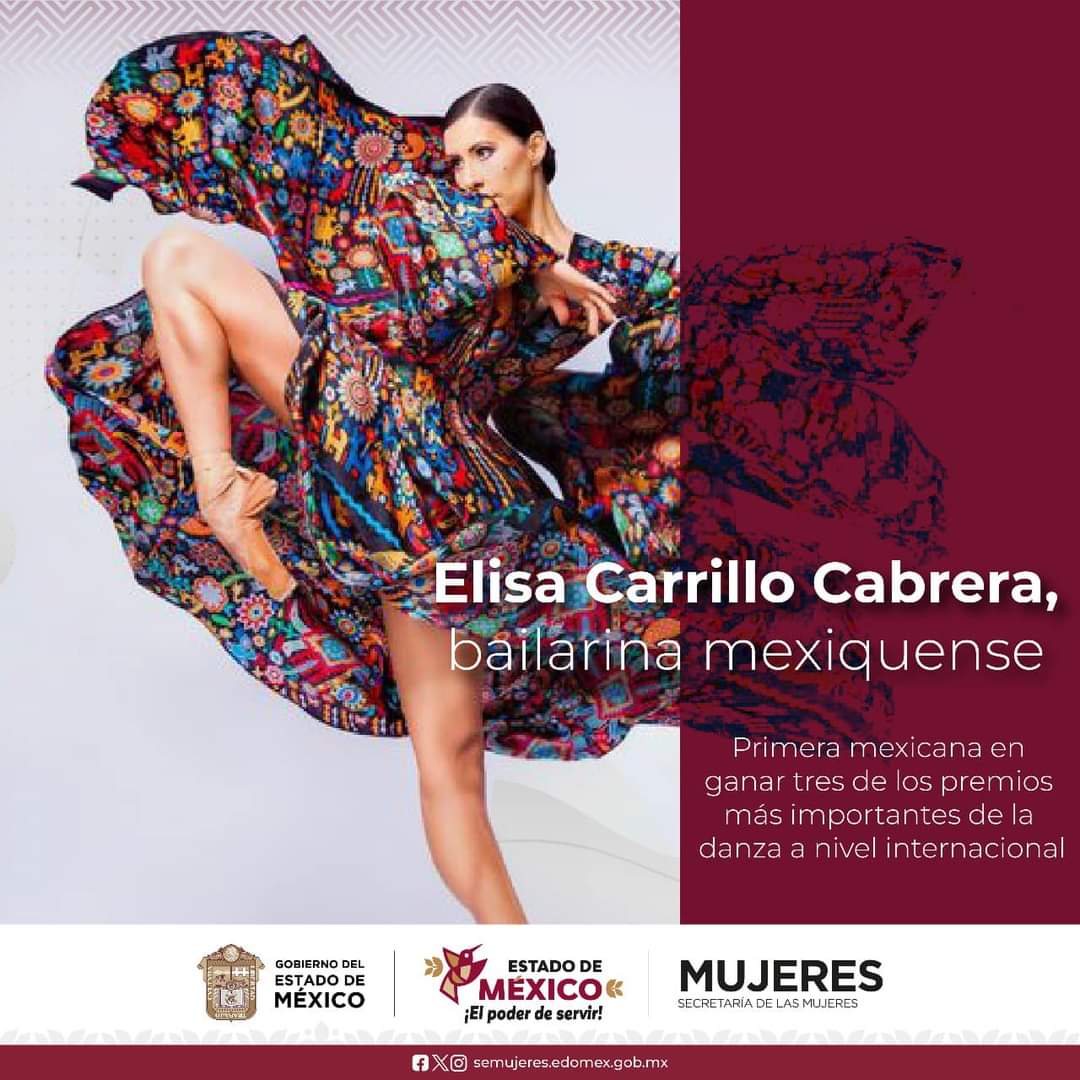 Elisa Carrillo Cabrera,
bailarina mexiquense
Primera mexicana en
ganar tres de los premios
más importantes de la
danza a nivel internacional
GOBIERNO DEL
ESTADO DE
MÉXICO
ESTADO DE
MÉXICO
¡El poder de servir!
MUJERES
SECRETARÍA DE LAS MUJERES
semujeres.edomex.gob.mx